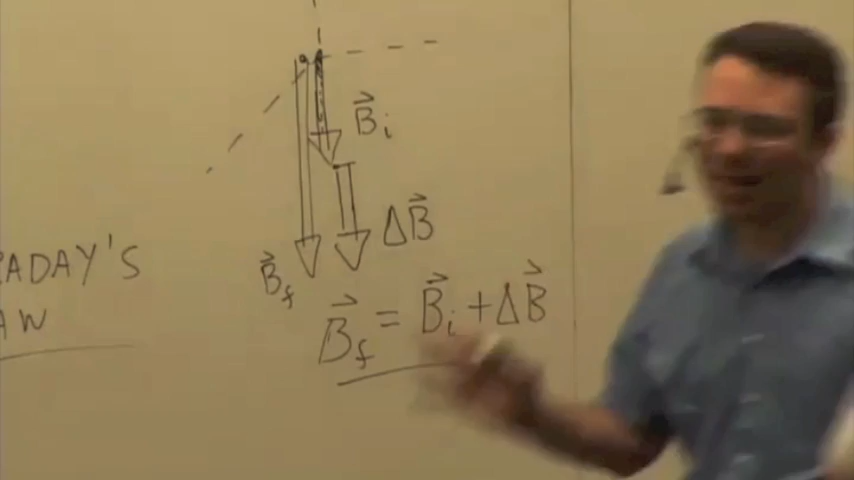 B⃗i
ΔB⃗
B⃗f
B⃗f = B⃗i + ΔB⃗
RADAY'S
AW